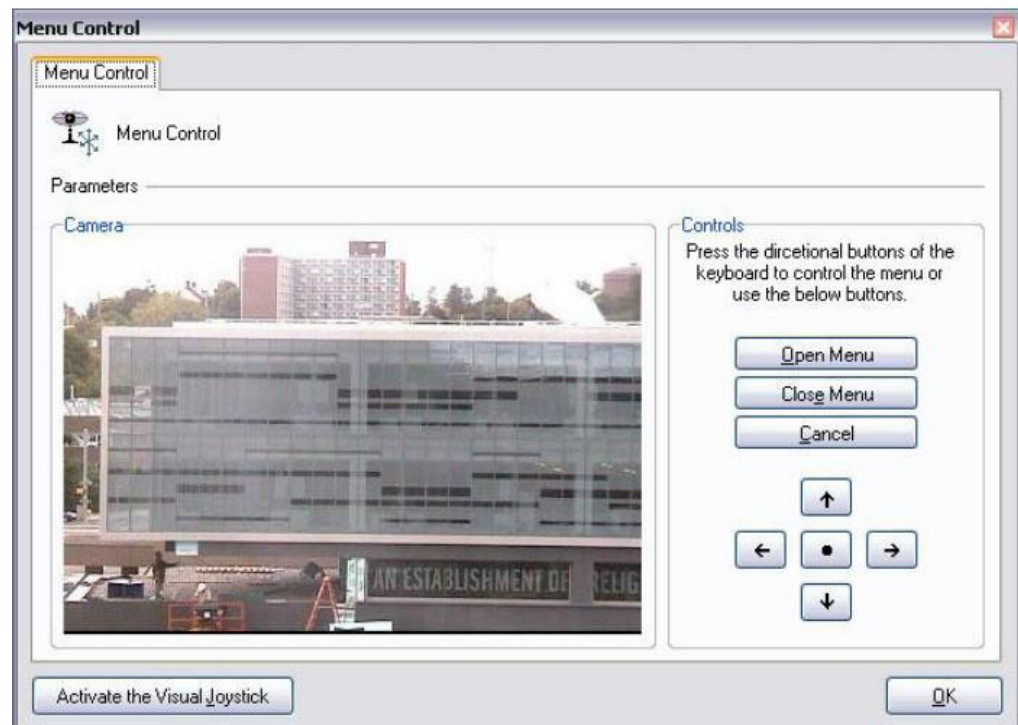 Menu Control
Menu Control
Menu Control
Parameters
Camera
Controls
Press the dircetional buttons of the
keyboard to control the menu or
use the below buttons.
Open Menu
Close Menu
Cancel
AN ESTABLISHMENT OF RELIG
Activate the Visual Joystick
OK